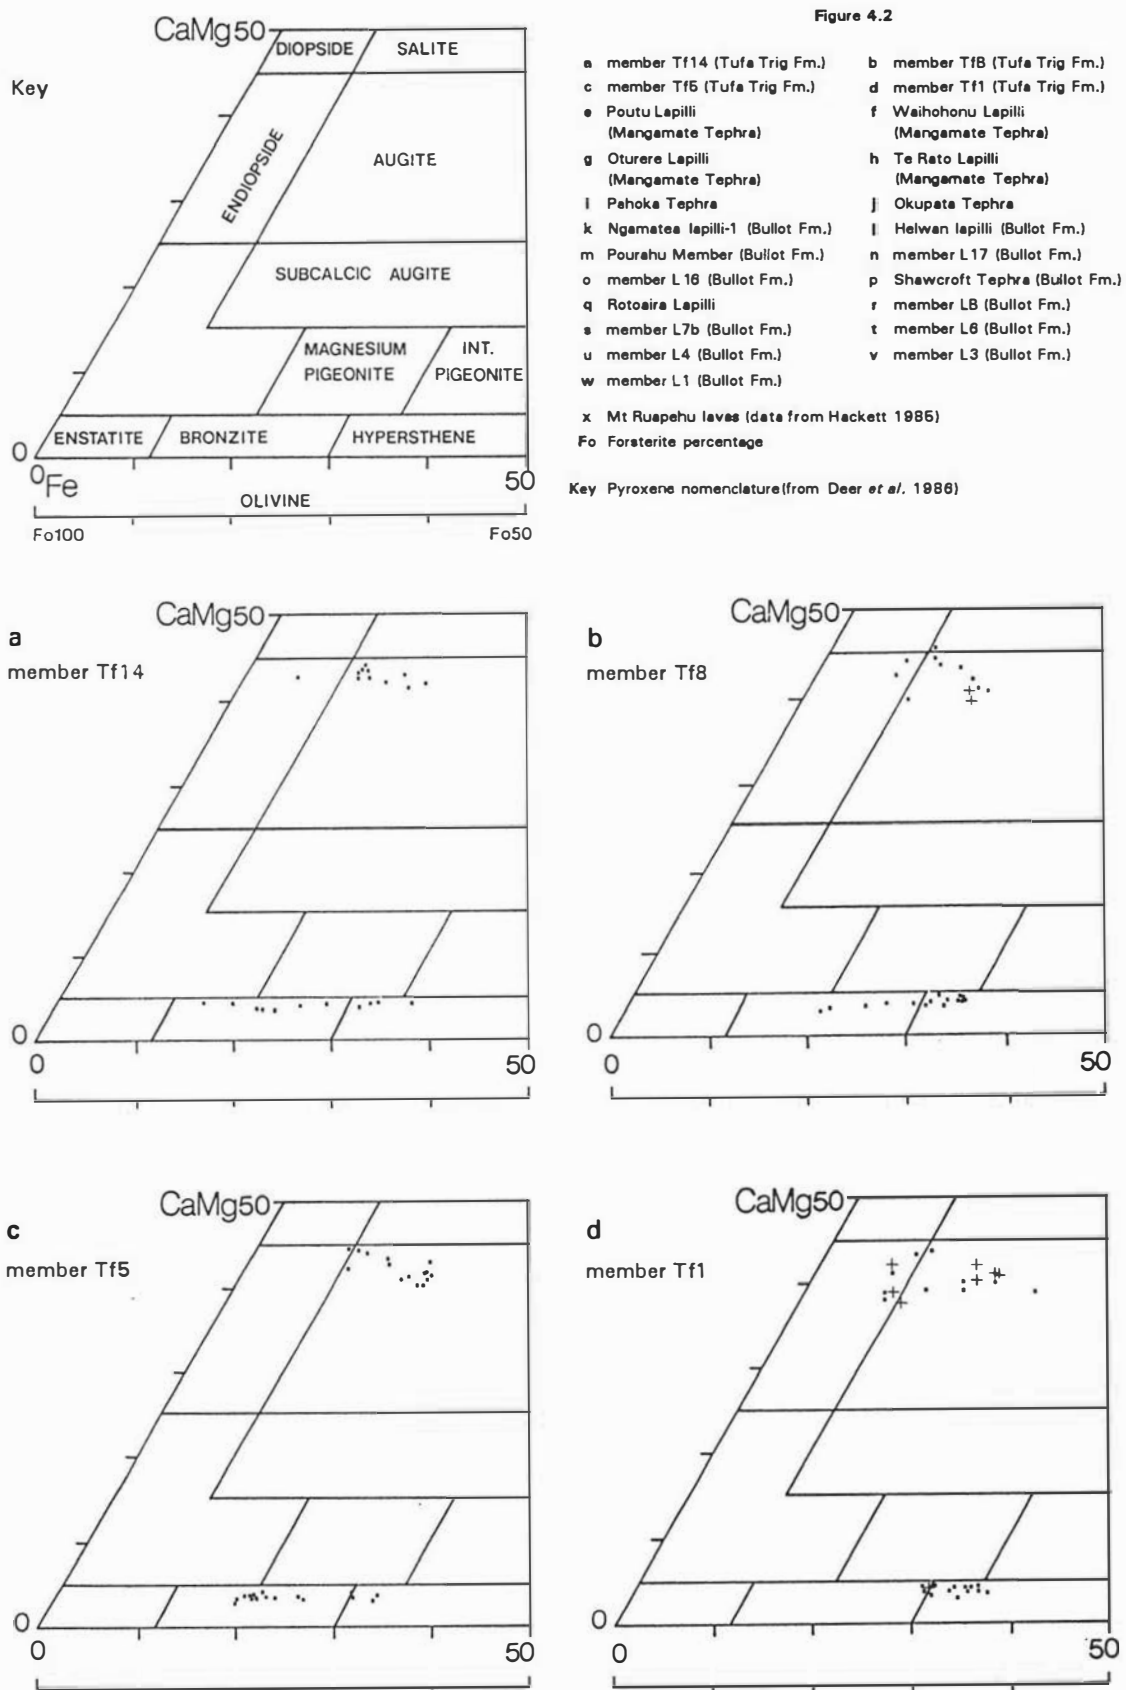 Figure 4.2
Key
CaMg50
DIOPSIDE
SALITE
ENDIOPSIDE
AUGITE
SUBCALCIC AUGITE
MAGNESIUM
PIGEONITE
INT.
PIGEONITE
ENSTATITE
BRONZITE
HYPERSTHENE
0
0
Fe
50
OLIVINE
Fo100
Fo50
a member Tf14 (Tufa Trig Fm.)
b member Tf8 (Tufa Trig Fm.)
c member Tf5 (Tufa Trig Fm.)
d member Tf1 (Tufa Trig Fm.)
e Poutu Lapilli
(Mangamate Tephra)
f Waihohonu Lapilli
(Mangamate Tephra)
g Oturere Lapilli
(Mangamate Tephra)
h Te Rato Lapilli
(Mangamate Tephra)
i Pahoka Tephra
j Okupata Tephra
k Ngamatea lapilli-1 (Bullot Fm.)
l Helwan lapilli (Bullot Fm.)
m Pourahu Member (Bullot Fm.)
n member L17 (Bullot Fm.)
o member L16 (Bullot Fm.)
p Shawcroft Tephra (Bullot Fm.)
q Rotoaira Lapilli
r member L8 (Bullot Fm.)
s member L7b (Bullot Fm.)
t member L6 (Bullot Fm.)
u member L4 (Bullot Fm.)
v member L3 (Bullot Fm.)
w member L1 (Bullot Fm.)
x Mt Ruapehu lavas (data from Hackett 1985)
Fo Forsterite percentage
Key Pyroxene nomenclature(from Deer et al. 1986)
a
member Tf14
CaMg50
0
0
50
b
member Tf8
CaMg50
0
0
50
c
member Tf5
CaMg50
0
0
50
d
member Tf1
CaMg50
0
0
50